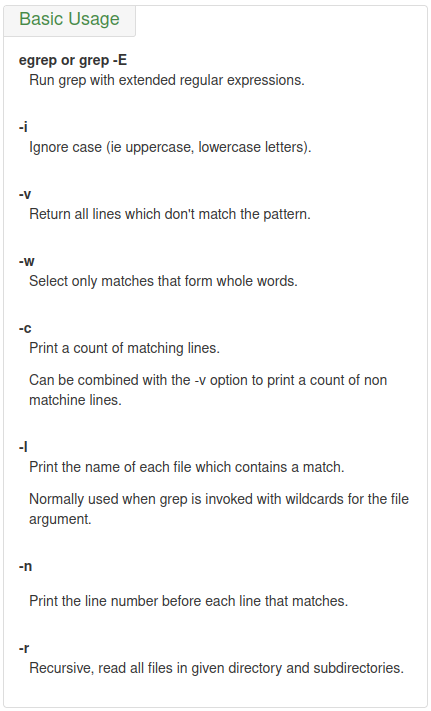 Basic Usage
egrep or grep -E
Run grep with extended regular expressions.
-i
Ignore case (ie uppercase, lowercase letters).
-v
Return all lines which don't match the pattern.
-w
Select only matches that form whole words.
-c
Print a count of matching lines.
Can be combined with the -v option to print a count of non
matchine lines.
-l
Print the name of each file which contains a match.
Normally used when grep is invoked with wildcards for the file
argument.
-n
Print the line number before each line that matches.
-r
Recursive, read all files in given directory and subdirectories.